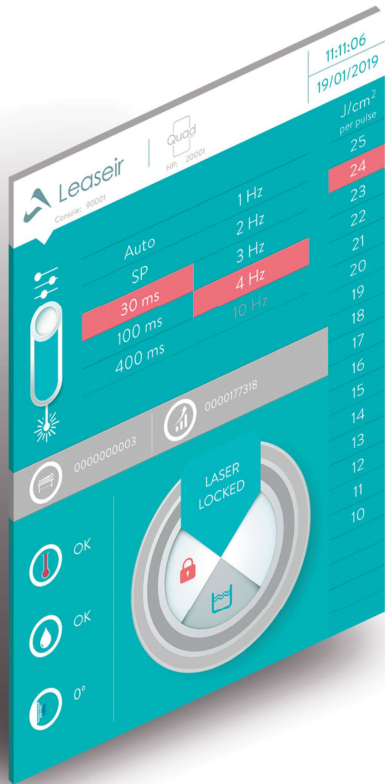 11:11:06
19/01/2019
Leaseir
Console: 90001
Quad
HP: 20001
J/cm²
per pulse
Auto
SP
30 ms
100 ms
400 ms
1 Hz
2 Hz
3 Hz
4 Hz
10 Hz
25
24
23
22
21
20
19
18
17
16
15
14
13
12
11
10
0000000003
0000177318
LASER
LOCKED
OK
OK
0°